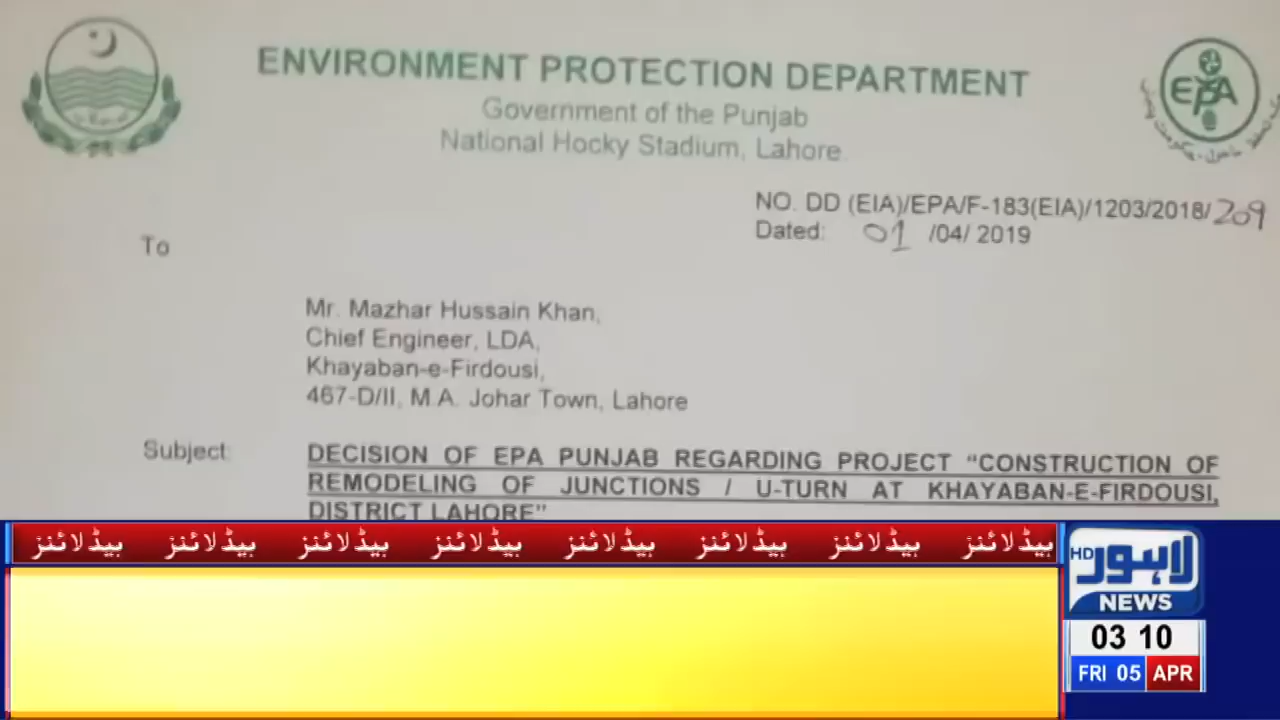 ENVIRONMENT PROTECTION DEPARTMENT
Government of the Punjab
National Hocky Stadium, Lahore
EPA
NO. DD (EIA)/EPA/F-183(EIA)/1203/2018/209
Dated: 01 /04/ 2019
To
Mr. Mazhar Hussain Khan,
Chief Engineer, LDA,
Khayaban-e-Firdousi,
467-D/II, M.A. Johar Town, Lahore
Subject: DECISION OF EPA PUNJAB REGARDING PROJECT “CONSTRUCTION OF
REMODELING OF JUNCTIONS / U-TURN AT KHAYABAN-E-FIRDOUSI,
DISTRICT LAHORE”
ہیڈلائنز ہیڈلائنز ہیڈلائنز ہیڈلائنز ہیڈلائنز ہیڈلائنز ہیڈلائنز ہیڈلائنز
HD لاہور
NEWS
03 10
FRI 05 APR